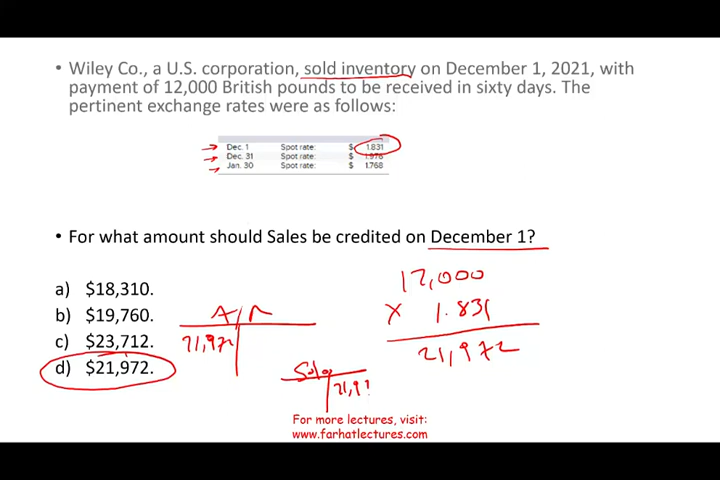 • Wiley Co., a U.S. corporation, sold inventory on December 1, 2021, with
payment of 12,000 British pounds to be received in sixty days. The
pertinent exchange rates were as follows:
Dec. 1 Spot rate: $ 1.831
Dec. 31 Spot rate: $ 1.976
Jan. 30 Spot rate: $ 1.768
• For what amount should Sales be credited on December 1?
12,000
a) $18,310.
x 1.831
b) $19,760.
A/R
c) $23,712.
21,972
21,972
d) $21,972.
Sales
For more lectures, visit:
www.farhatlectures.com